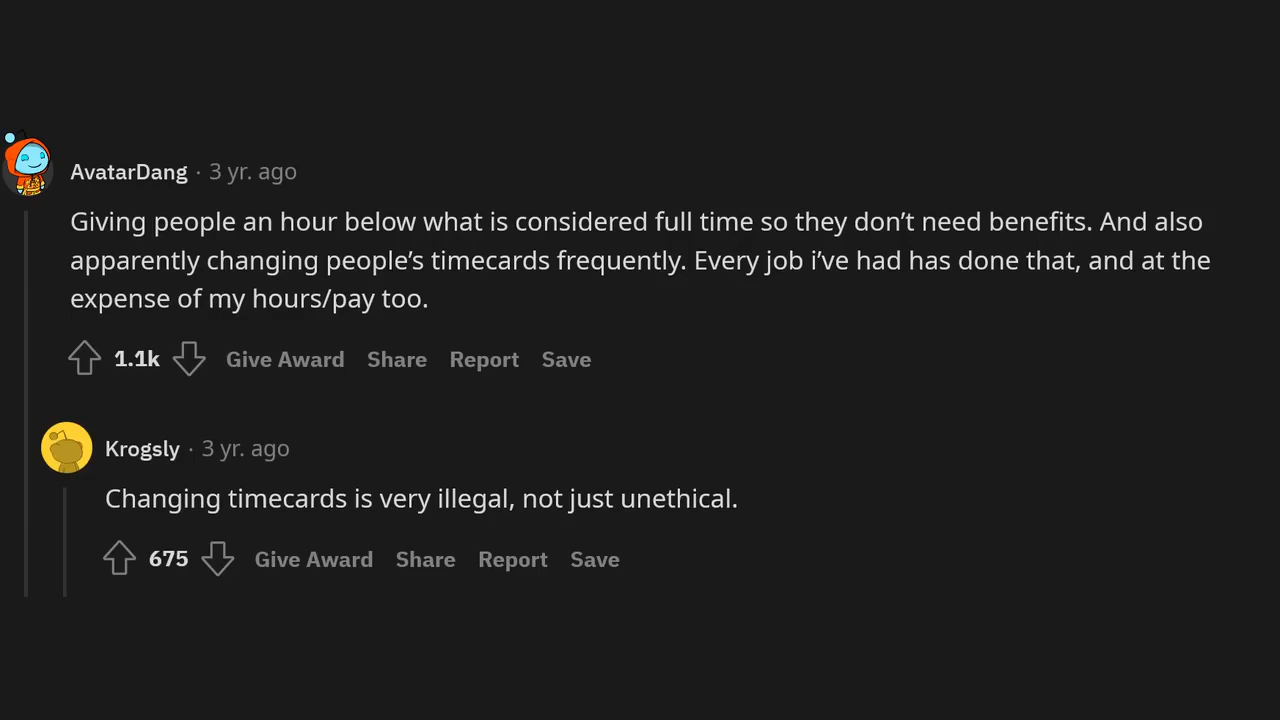 AvatarDang · 3 yr. ago
Giving people an hour below what is considered full time so they don’t need benefits. And also
apparently changing people’s timecards frequently. Every job i’ve had has done that, and at the
expense of my hours/pay too.
1.1k Give Award Share Report Save
Krogsly · 3 yr. ago
Changing timecards is very illegal, not just unethical.
675 Give Award Share Report Save